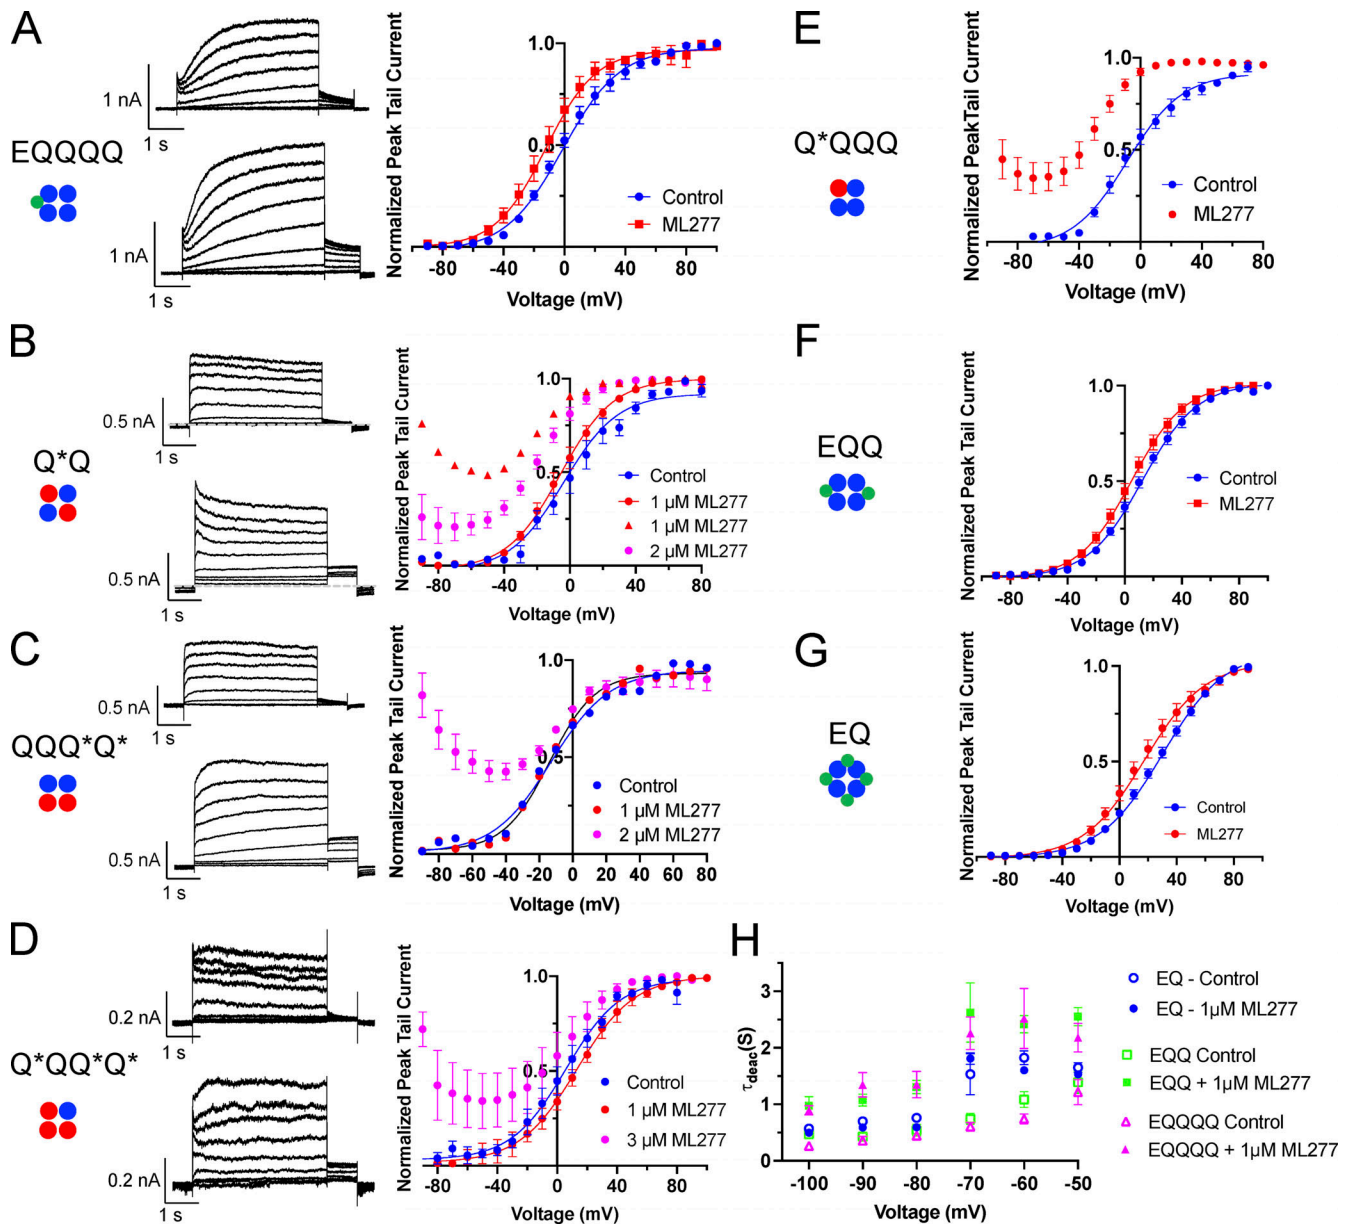 A
1 nA
1 s
EQQQQ
1 nA
1 s
Normalized Peak Tail Current
1.0
0.5
Control
ML277
-80 -40 0 40 80
Voltage (mV)
E
Q*QQQ
Normalized PeakTail Current
1.0
0.5
Control
ML277
-80 -40 0 40 80
Voltage (mV)
B
0.5 nA
1 s
Q*Q
0.5 nA
1 s
Normalized Peak Tail Current
1.0
0.5
Control
1 µM ML277
1 µM ML277
2 µM ML277
-80 -40 0 40 80
Voltage (mV)
F
EQQ
Normalized Peak Tail Current
1.0
0.5
Control
ML277
-80 -40 0 40 80
Voltage (mV)
C
0.5 nA
1 s
QQQ*Q*
0.5 nA
1 s
Normalized Peak Tail Current
1.0
0.5
Control
1 µM ML277
2 µM ML277
-80 -60 -40 -20 0 20 40 60 80
Voltage (mV)
G
EQ
Normalized Peak Tail Current
1.0
0.5
Control
ML277
-80 -40 0 40 80
Voltage (mV)
D
0.2 nA
1 s
Q*QQ*Q*
0.2 nA
1 s
Normalized Peak Tail Current
1.0
0.5
Control
1 µM ML277
3 µM ML277
-80 -40 0 40 80
Voltage (mV)
H
τdeac(S)
3
2
1
0
-100 -90 -80 -70 -60 -50
Voltage (mV)
EQ - Control
EQ - 1µM ML277
EQQ Control
EQQ + 1µM ML277
EQQQQ Control
EQQQQ + 1µM ML277